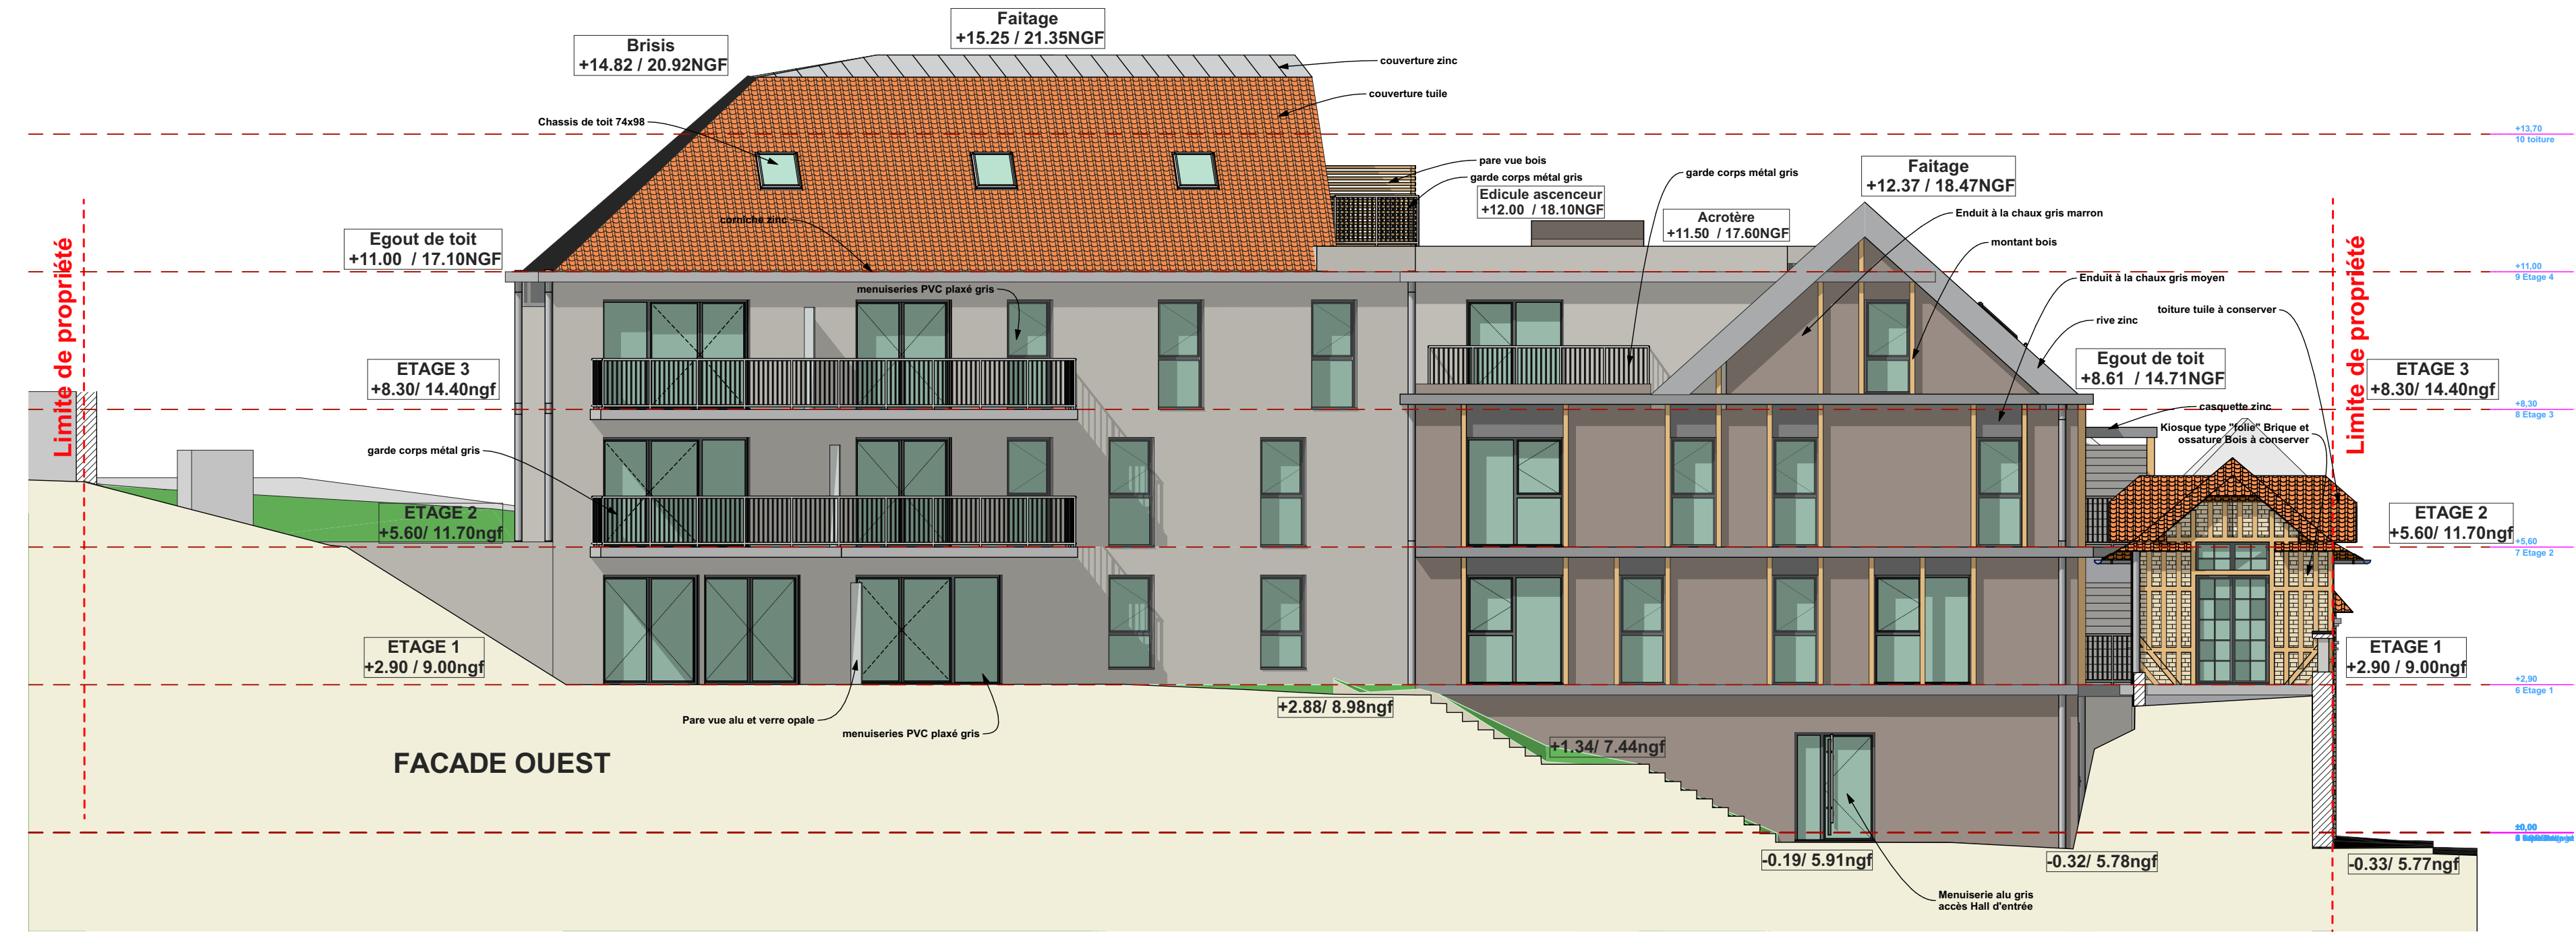 Faitage
+15.25 / 21.35NGF
Brisis
+14.82 / 20.92NGF
couverture zinc
couverture tuile
Chassis de toit 74x98
+13,70
10 toiture
pare vue bois
garde corps métal gris
garde corps métal gris
Faitage
+12.37 / 18.47NGF
Edicule ascenceur
+12.00 / 18.10NGF
Acrotère
+11.50 / 17.60NGF
Enduit à la chaux gris marron
montant bois
corniche zinc
Egout de toit
+11.00 / 17.10NGF
Limite de propriété
Limite de propriété
+11,00
9 Etage 4
menuiseries PVC plaxé gris
Enduit à la chaux gris moyen
toiture tuile à conserver
rive zinc
Egout de toit
+8.61 / 14.71NGF
ETAGE 3
+8.30/ 14.40ngf
ETAGE 3
+8.30/ 14.40ngf
+8,30
8 Etage 3
casquette zinc
Kiosque type "folie" Brique et
ossature Bois à conserver
garde corps métal gris
ETAGE 2
+5.60/ 11.70ngf
ETAGE 2
+5.60/ 11.70ngf
+5,60
7 Etage 2
ETAGE 1
+2.90 / 9.00ngf
ETAGE 1
+2.90 / 9.00ngf
+2,90
6 Etage 1
Pare vue alu et verre opale
menuiseries PVC plaxé gris
+2.88/ 8.98ngf
+1.34/ 7.44ngf
FACADE OUEST
-0.19/ 5.91ngf
-0.32/ 5.78ngf
-0.33/ 5.77ngf
Menuiserie alu gris
accès Hall d'entrée